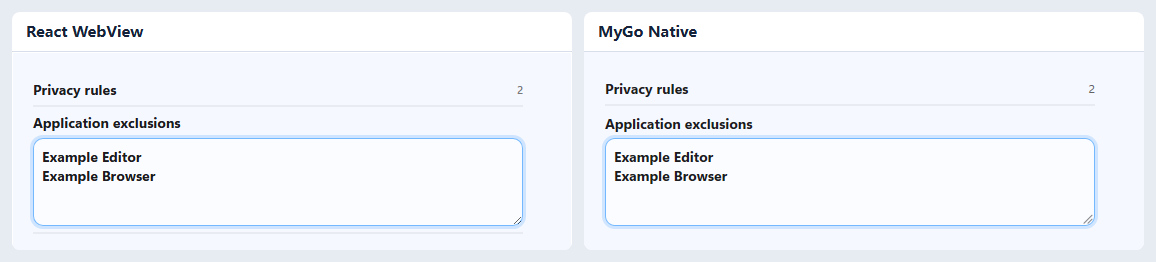 React WebView
Privacy rules 2
Application exclusions
Example Editor
Example Browser
MyGo Native
Privacy rules 2
Application exclusions
Example Editor
Example Browser